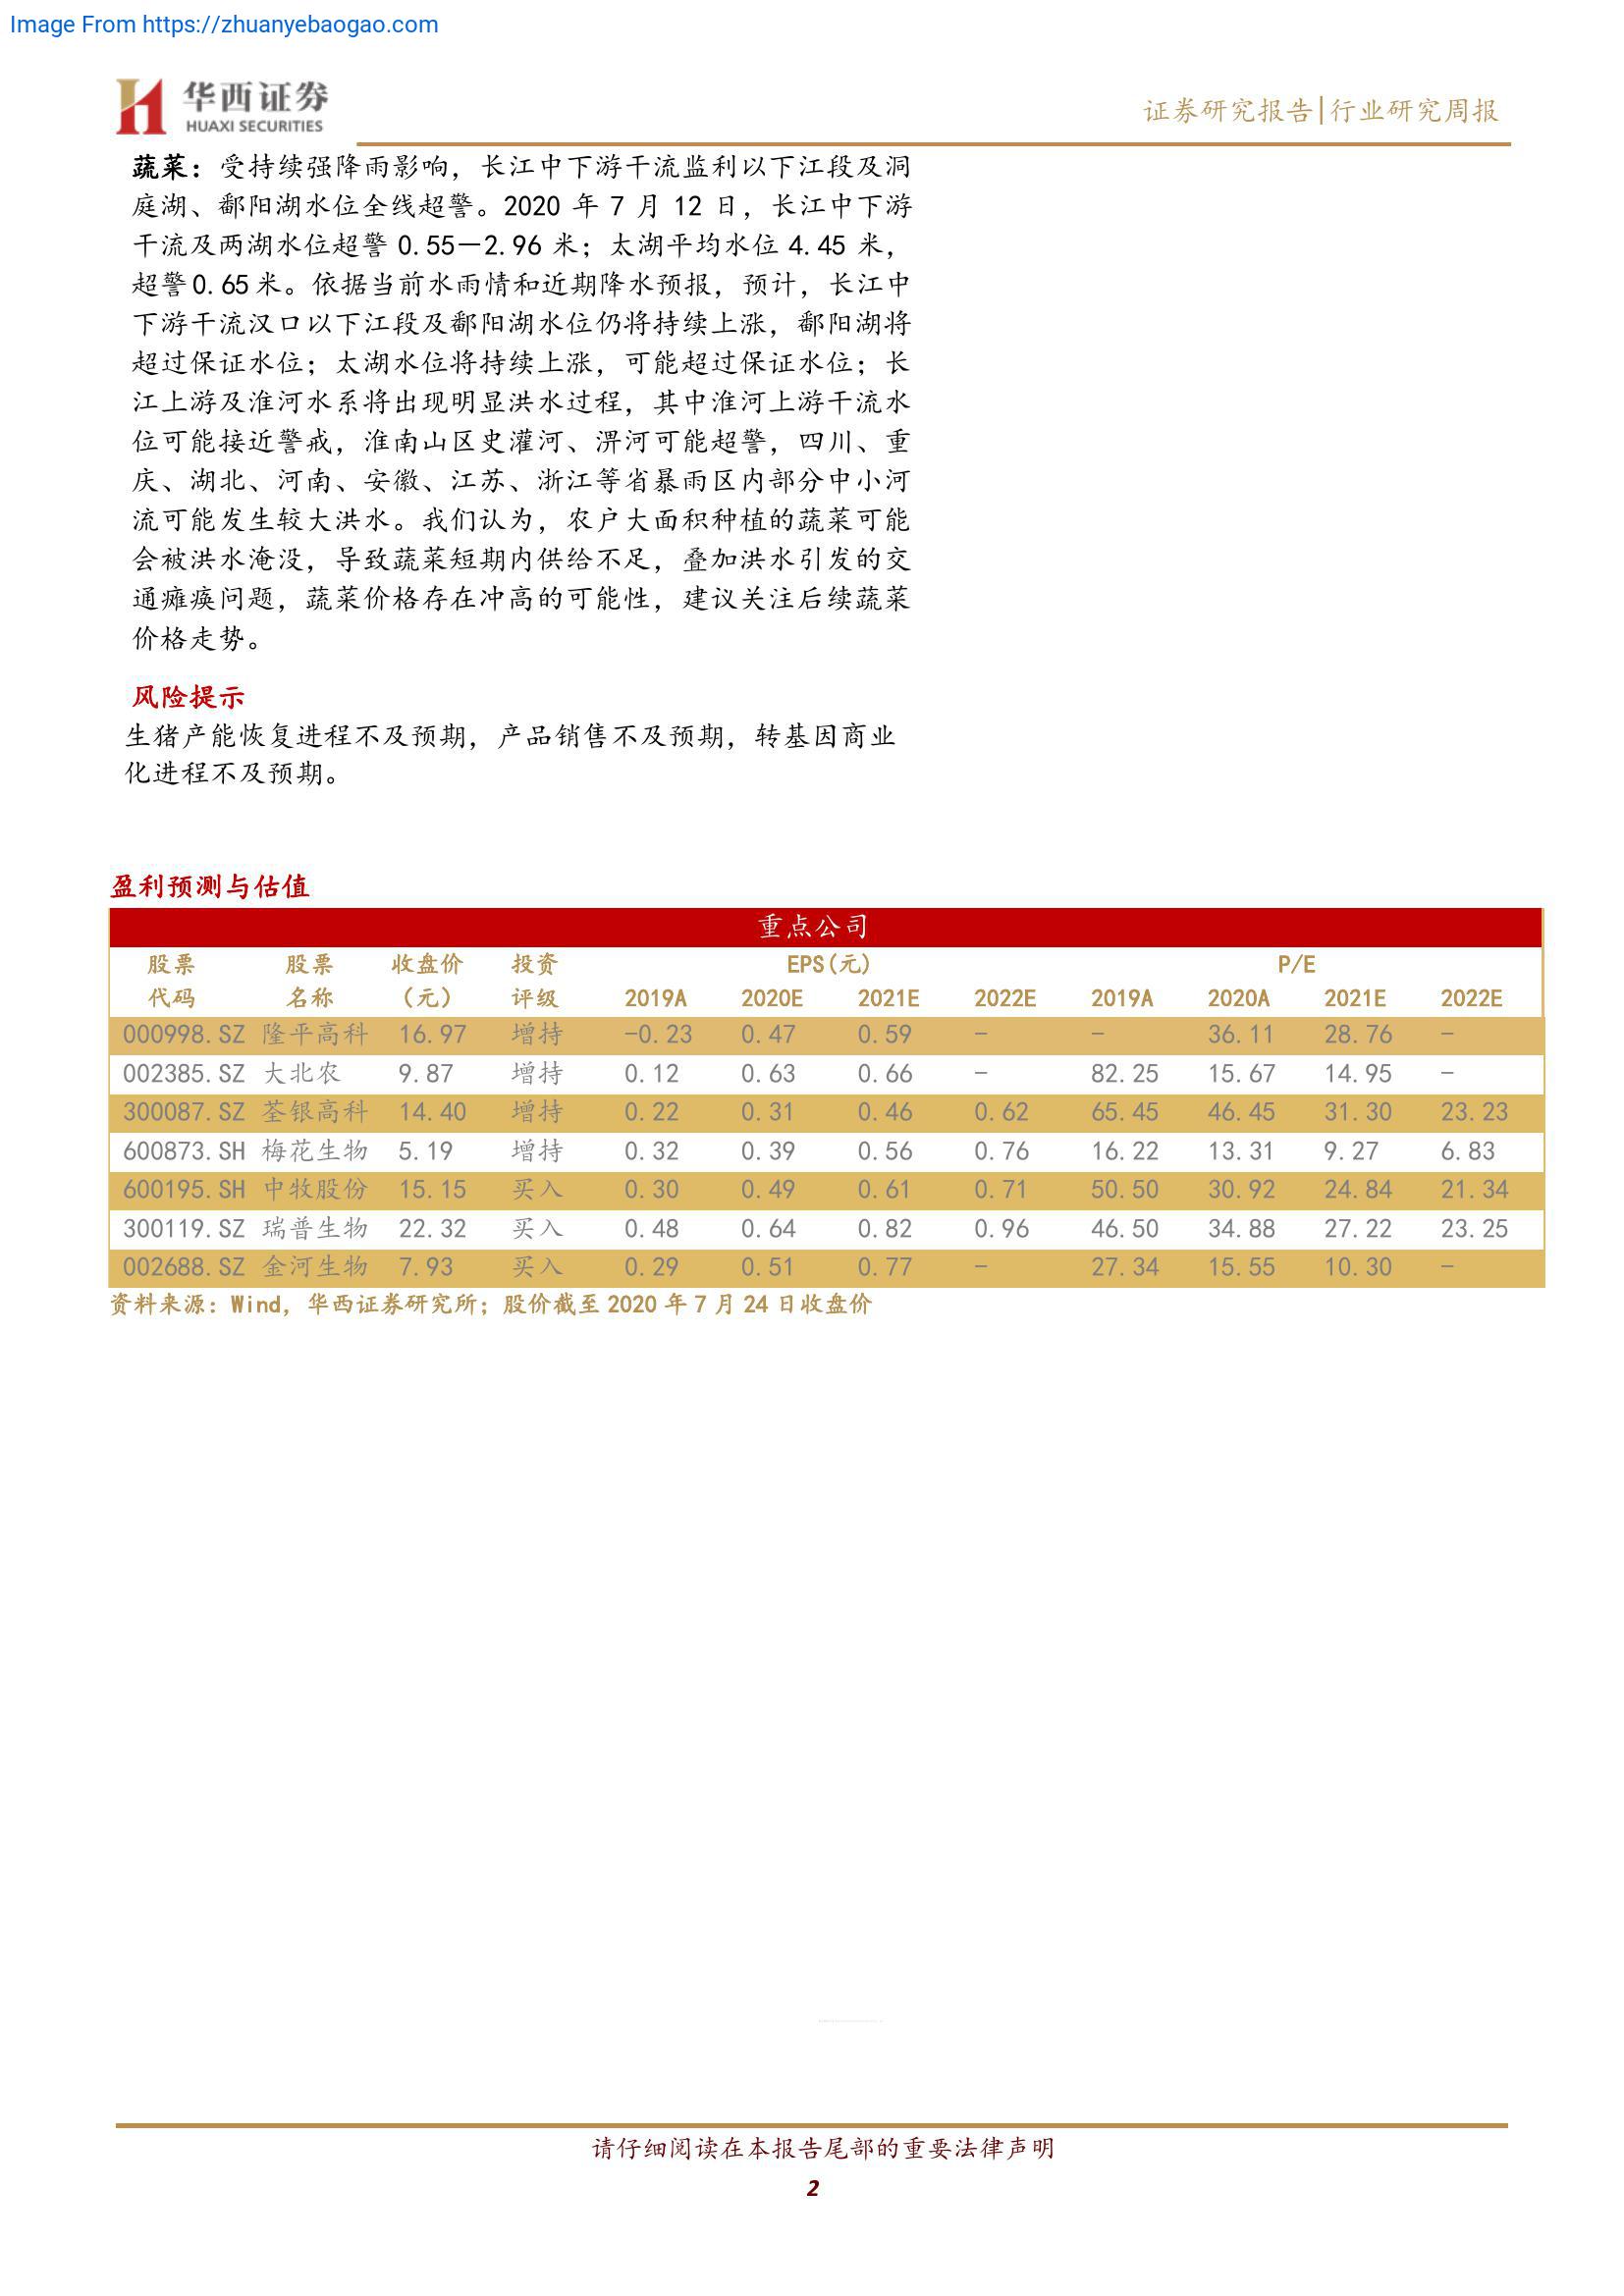 Image From https://zhuanyebaogao.com
华西证券
HUAXI SECURITIES
证券研究报告|行业研究周报
蔬菜：受持续强降雨影响，长江中下游干流监利以下江段及洞
庭湖、鄱阳湖水位全线超警。2020 年 7 月 12 日，长江中下游
干流及两湖水位超警 0.55—2.96 米；太湖平均水位 4.45 米，
超警 0.65 米。依据当前水雨情和近期降水预报，预计，长江中
下游干流汉口以下江段及鄱阳湖水位仍将持续上涨，鄱阳湖将
超过保证水位；太湖水位将持续上涨，可能超过保证水位；长
江上游及淮河水系将出现明显洪水过程，其中淮河上游干流水
位可能接近警戒，淮南山区史灌河、淠河可能超警，四川、重
庆、湖北、河南、安徽、江苏、浙江等省暴雨区内部分中小河
流可能发生较大洪水。我们认为，农户大面积种植的蔬菜可能
会被洪水淹没，导致蔬菜短期内供给不足，叠加洪水引发的交
通瘫痪问题，蔬菜价格存在冲高的可能性，建议关注后续蔬菜
价格走势。
风险提示
生猪产能恢复进程不及预期，产品销售不及预期，转基因商业
化进程不及预期。
盈利预测与估值
重点公司
股票 股票 收盘价 投资 EPS(元) P/E
代码 名称 （元） 评级 2019A 2020E 2021E 2022E 2019A 2020A 2021E 2022E
000998.SZ 隆平高科 16.97 增持 -0.23 0.47 0.59 - - 36.11 28.76 -
002385.SZ 大北农 9.87 增持 0.12 0.63 0.66 - 82.25 15.67 14.95 -
300087.SZ 荃银高科 14.40 增持 0.22 0.31 0.46 0.62 65.45 46.45 31.30 23.23
600873.SH 梅花生物 5.19 增持 0.32 0.39 0.56 0.76 16.22 13.31 9.27 6.83
600195.SH 中牧股份 15.15 买入 0.30 0.49 0.61 0.71 50.50 30.92 24.84 21.34
300119.SZ 瑞普生物 22.32 买入 0.48 0.64 0.82 0.96 46.50 34.88 27.22 23.25
002688.SZ 金河生物 7.93 买入 0.29 0.51 0.77 - 27.34 15.55 10.30 -
资料来源：Wind，华西证券研究所；股价截至 2020 年 7 月 24 日收盘价
请仔细阅读在本报告尾部的重要法律声明
2